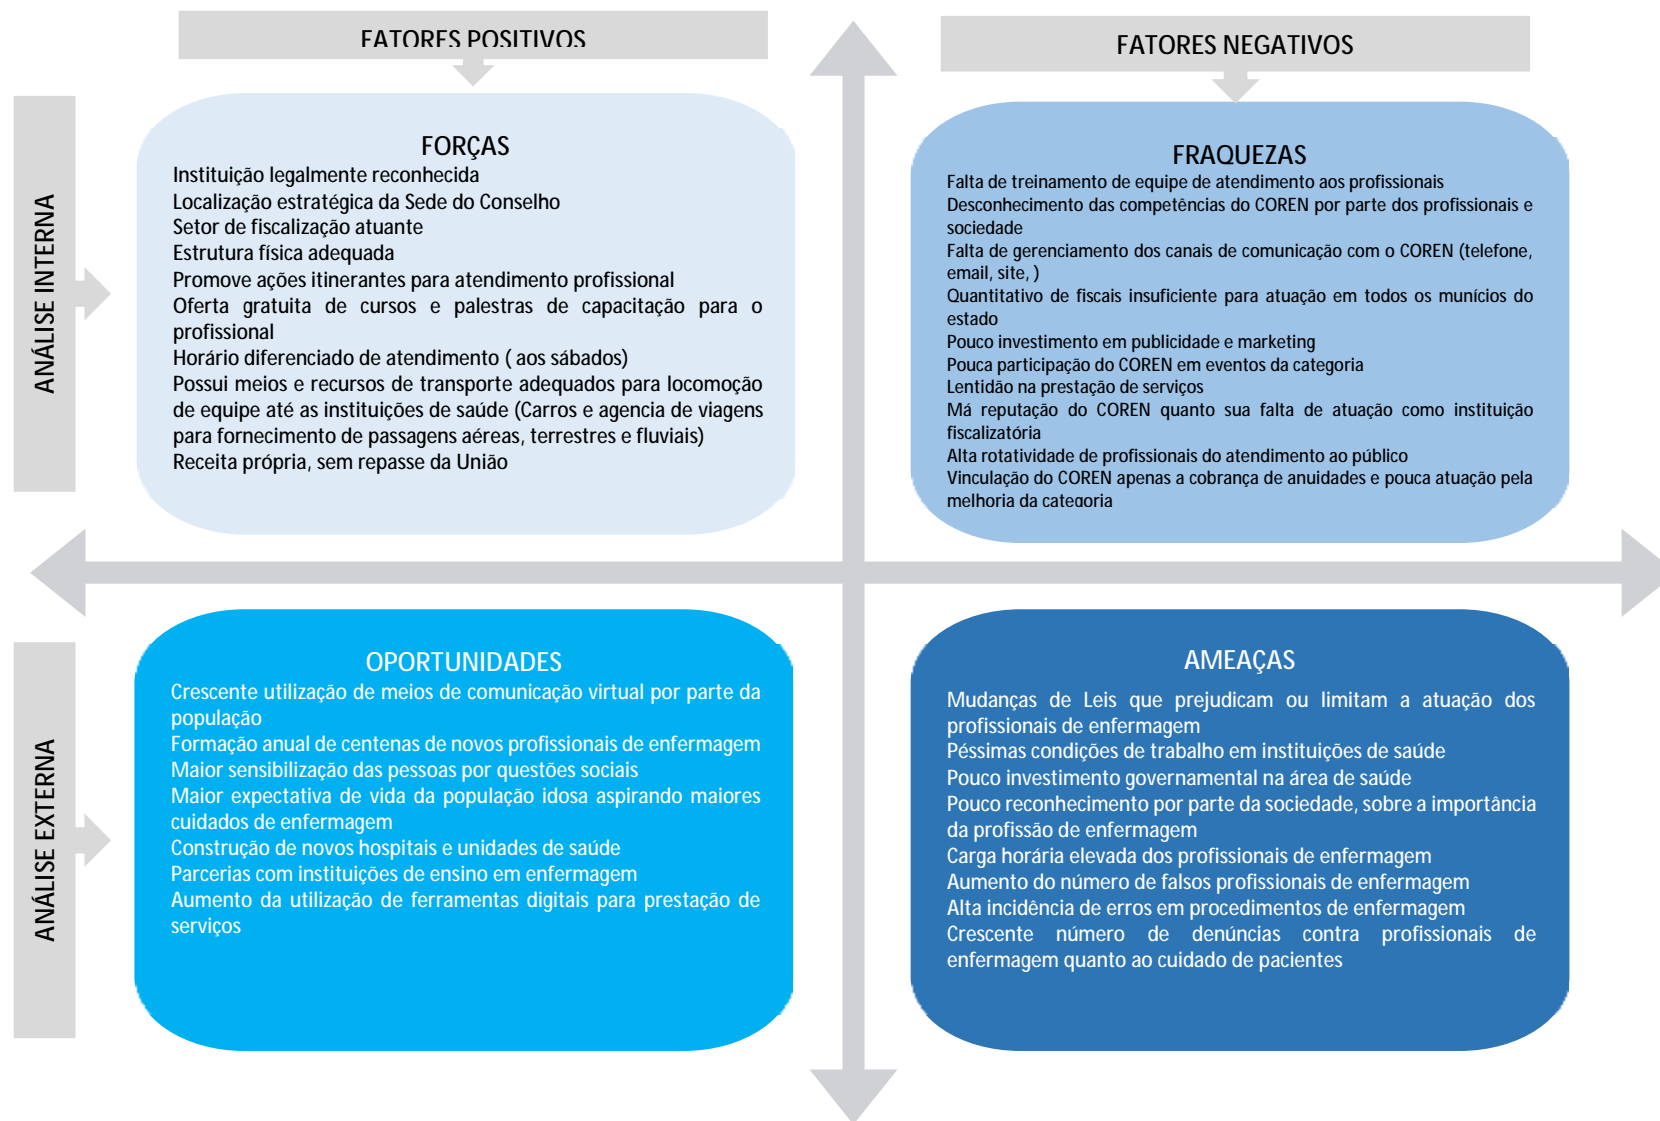 FATORES POSITIVOS
FATORES NEGATIVOS
ANÁLISE INTERNA
FORÇAS
Instituição legalmente reconhecida
Localização estratégica da Sede do Conselho
Setor de fiscalização atuante
Estrutura física adequada
Promove ações itinerantes para atendimento profissional
Oferta gratuita de cursos e palestras de capacitação para o
profissional
Horário diferenciado de atendimento ( aos sábados)
Possui meios e recursos de transporte adequados para locomoção
de equipe até as instituições de saúde (Carros e agencia de viagens
para fornecimento de passagens aéreas, terrestres e fluviais)
Receita própria, sem repasse da União
FRAQUEZAS
Falta de treinamento de equipe de atendimento aos profissionais
Desconhecimento das competências do COREN por parte dos profissionais e
sociedade
Falta de gerenciamento dos canais de comunicação com o COREN (telefone,
email, site, )
Quantitativo de fiscais insuficiente para atuação em todos os munícios do
estado
Pouco investimento em publicidade e marketing
Pouca participação do COREN em eventos da categoria
Lentidão na prestação de serviços
Má reputação do COREN quanto sua falta de atuação como instituição
fiscalizatória
Alta rotatividade de profissionais do atendimento ao público
Vinculação do COREN apenas a cobrança de anuidades e pouca atuação pela
melhoria da categoria
ANÁLISE EXTERNA
OPORTUNIDADES
Crescente utilização de meios de comunicação virtual por parte da
população
Formação anual de centenas de novos profissionais de enfermagem
Maior sensibilização das pessoas por questões sociais
Maior expectativa de vida da população idosa aspirando maiores
cuidados de enfermagem
Construção de novos hospitais e unidades de saúde
Parcerias com instituições de ensino em enfermagem
Aumento da utilização de ferramentas digitais para prestação de
serviços
AMEAÇAS
Mudanças de Leis que prejudicam ou limitam a atuação dos
profissionais de enfermagem
Péssimas condições de trabalho em instituições de saúde
Pouco investimento governamental na área de saúde
Pouco reconhecimento por parte da sociedade, sobre a importância
da profissão de enfermagem
Carga horária elevada dos profissionais de enfermagem
Aumento do número de falsos profissionais de enfermagem
Alta incidência de erros em procedimentos de enfermagem
Crescente número de denúncias contra profissionais de
enfermagem quanto ao cuidado de pacientes